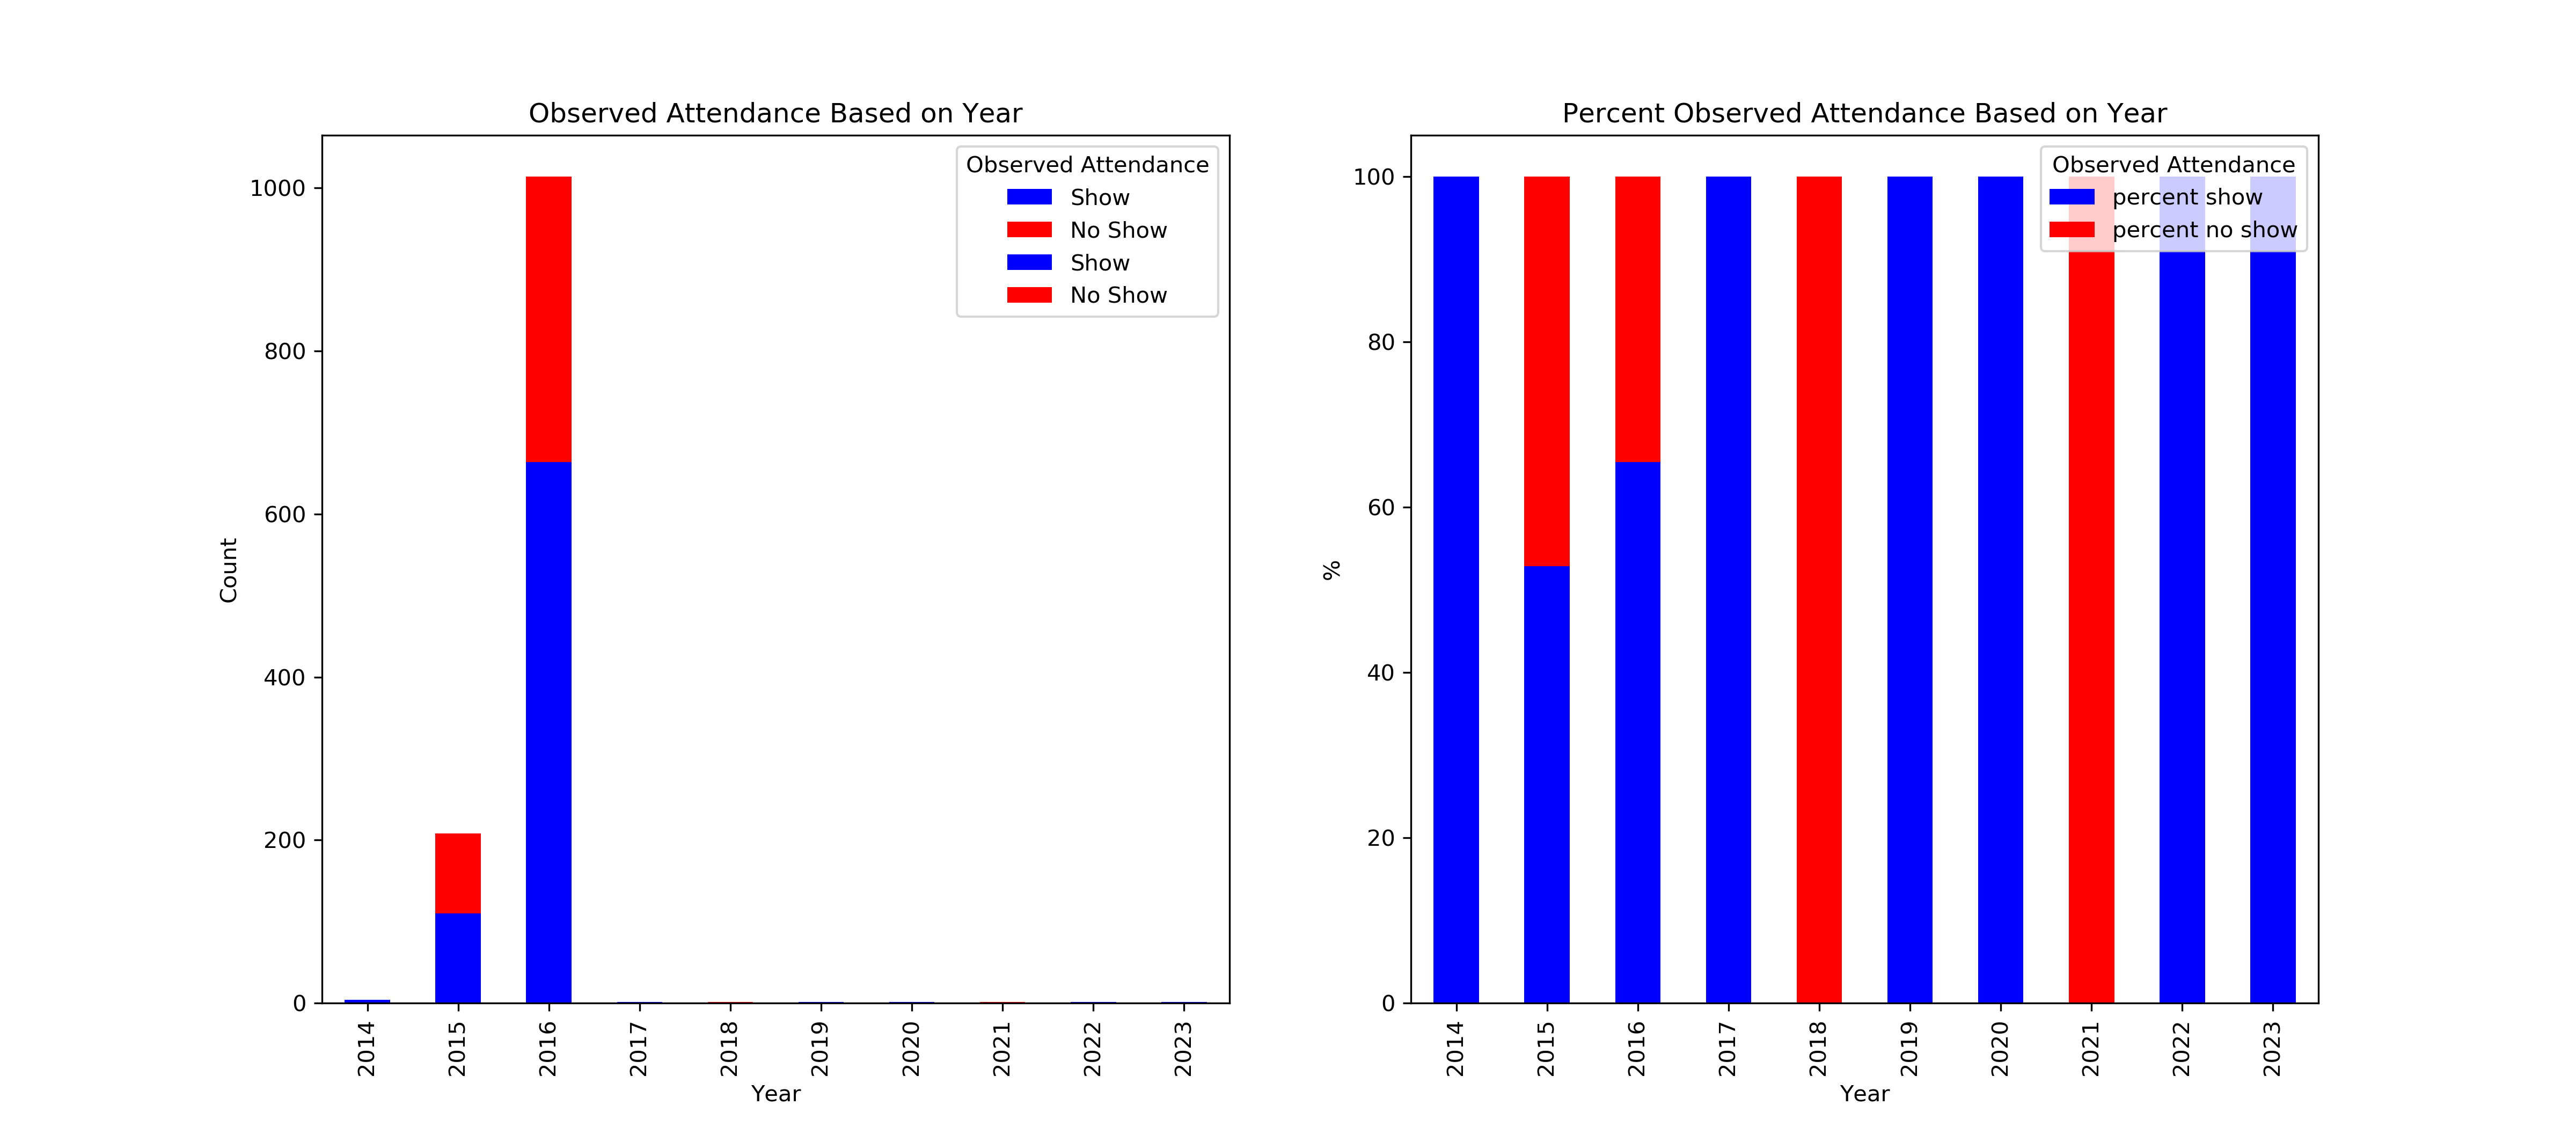 Observed Attendance Based on Year
Observed Attendance
Show
No Show
Show
No Show
1000
800
600
400
200
0
Count
2014
2015
2016
2017
2018
2019
2020
2021
2022
2023
Year
Percent Observed Attendance Based on Year
Observed Attendance
percent show
percent no show
100
80
60
40
20
0
%
2014
2015
2016
2017
2018
2019
2020
2021
2022
2023
Year